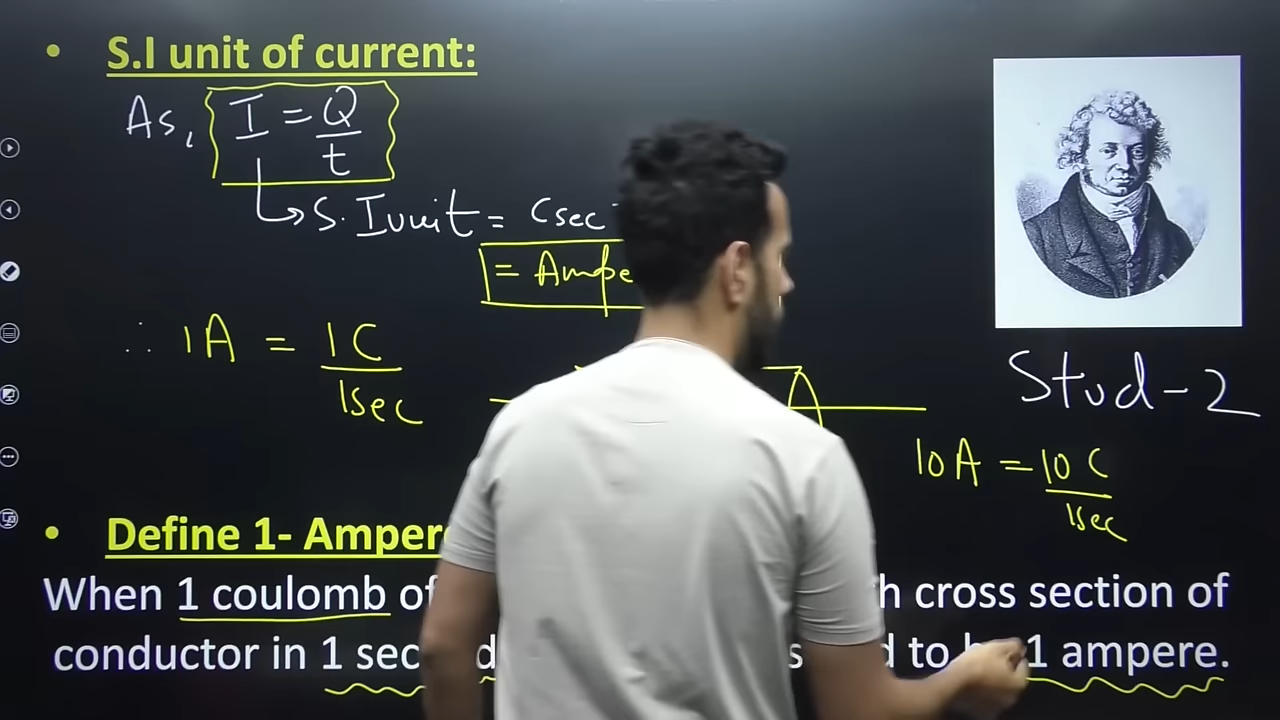 • S.I unit of current:
As, I = Q/t
S.I unit = C sec
= Ampe
∴ 1A = 1C/1sec
Stud-2
10A = 10C/1sec
• Define 1- Amper
When 1 coulomb of h cross section of
conductor in 1 sec d s d to b 1 ampere.